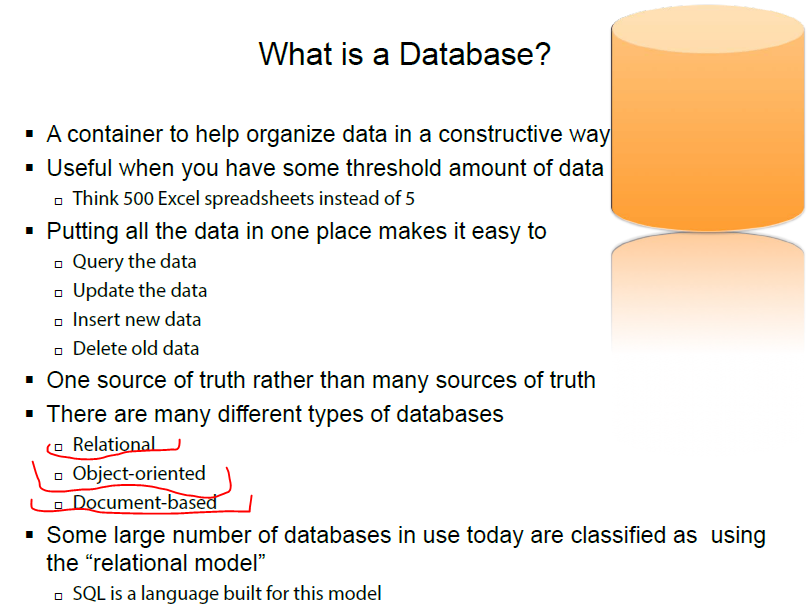 What is a Database?
▪ A container to help organize data in a constructive way
▪ Useful when you have some threshold amount of data
▫ Think 500 Excel spreadsheets instead of 5
▪ Putting all the data in one place makes it easy to
▫ Query the data
▫ Update the data
▫ Insert new data
▫ Delete old data
▪ One source of truth rather than many sources of truth
▪ There are many different types of databases
▫ Relational
▫ Object-oriented
▫ Document-based
▪ Some large number of databases in use today are classified as  using
the “relational model”
▫ SQL is a language built for this model